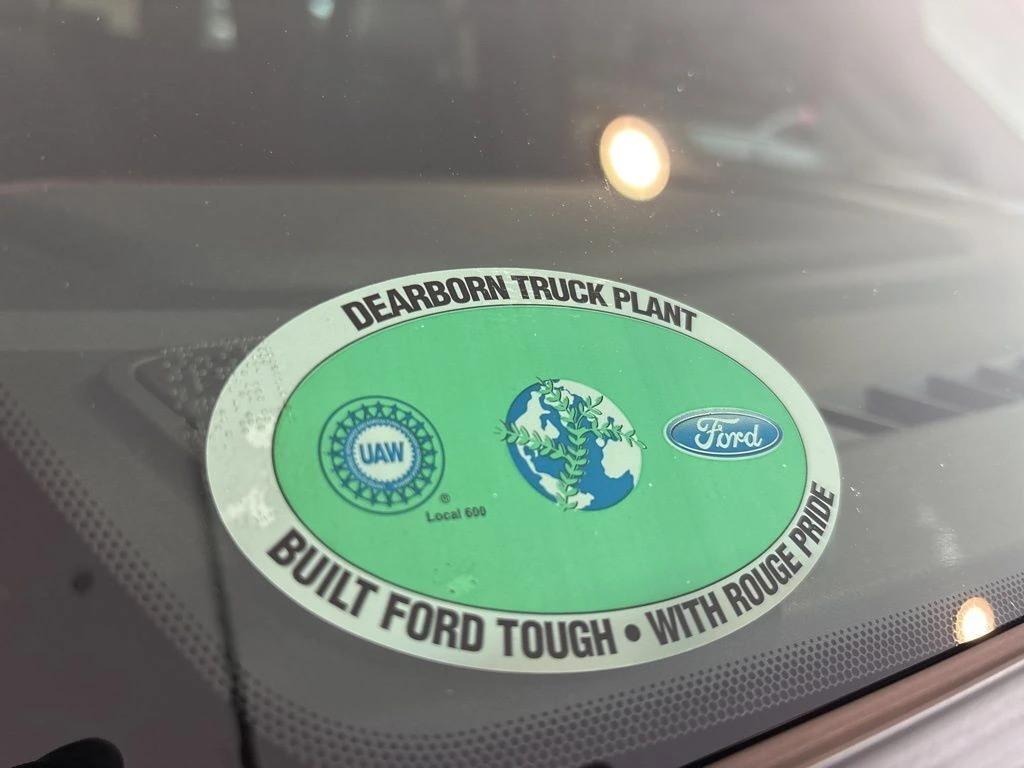 DEARBORN TRUCK PLANT
UAW
®
Local 600
Ford
BUILT FORD TOUGH • WITH ROUGE PRIDE